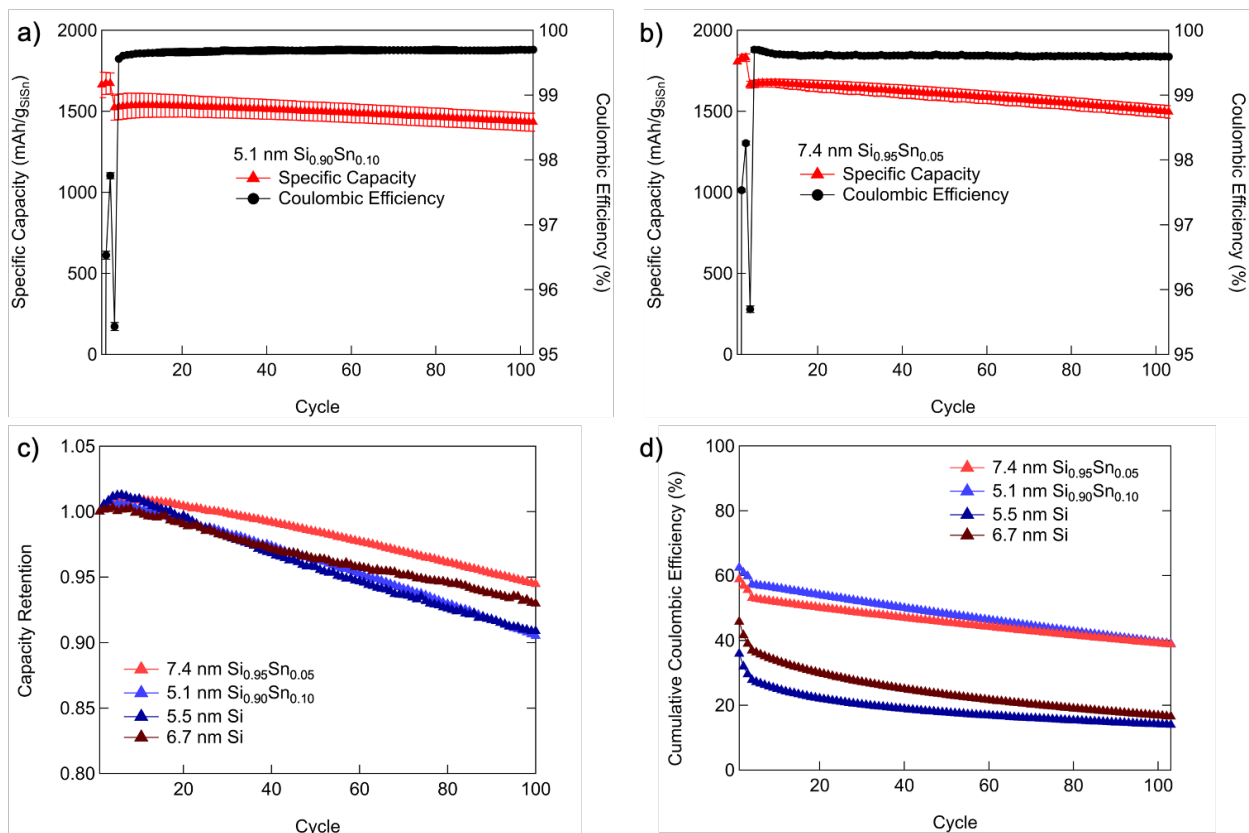 a)
2000
1500
1000
500
0
Specific Capacity (mAh/g_SiSn)
5.1 nm Si₀.₉₀Sn₀.₁₀
Specific Capacity
Coulombic Efficiency
100
99
98
97
96
95
Coulombic Efficiency (%)
20 40 60 80 100
Cycle
b)
2000
1500
1000
500
0
Specific Capacity (mAh/g_SiSn)
7.4 nm Si₀.₉₅Sn₀.₀₅
Specific Capacity
Coulombic Efficiency
100
99
98
97
96
95
Coulombic Efficiency (%)
20 40 60 80 100
Cycle
c)
1.05
1.00
0.95
0.90
0.85
0.80
Capacity Retention
7.4 nm Si₀.₉₅Sn₀.₀₅
5.1 nm Si₀.₉₀Sn₀.₁₀
5.5 nm Si
6.7 nm Si
20 40 60 80 100
Cycle
d)
100
80
60
40
20
0
Cumulative Coulombic Efficiency (%)
7.4 nm Si₀.₉₅Sn₀.₀₅
5.1 nm Si₀.₉₀Sn₀.₁₀
5.5 nm Si
6.7 nm Si
20 40 60 80 100
Cycle